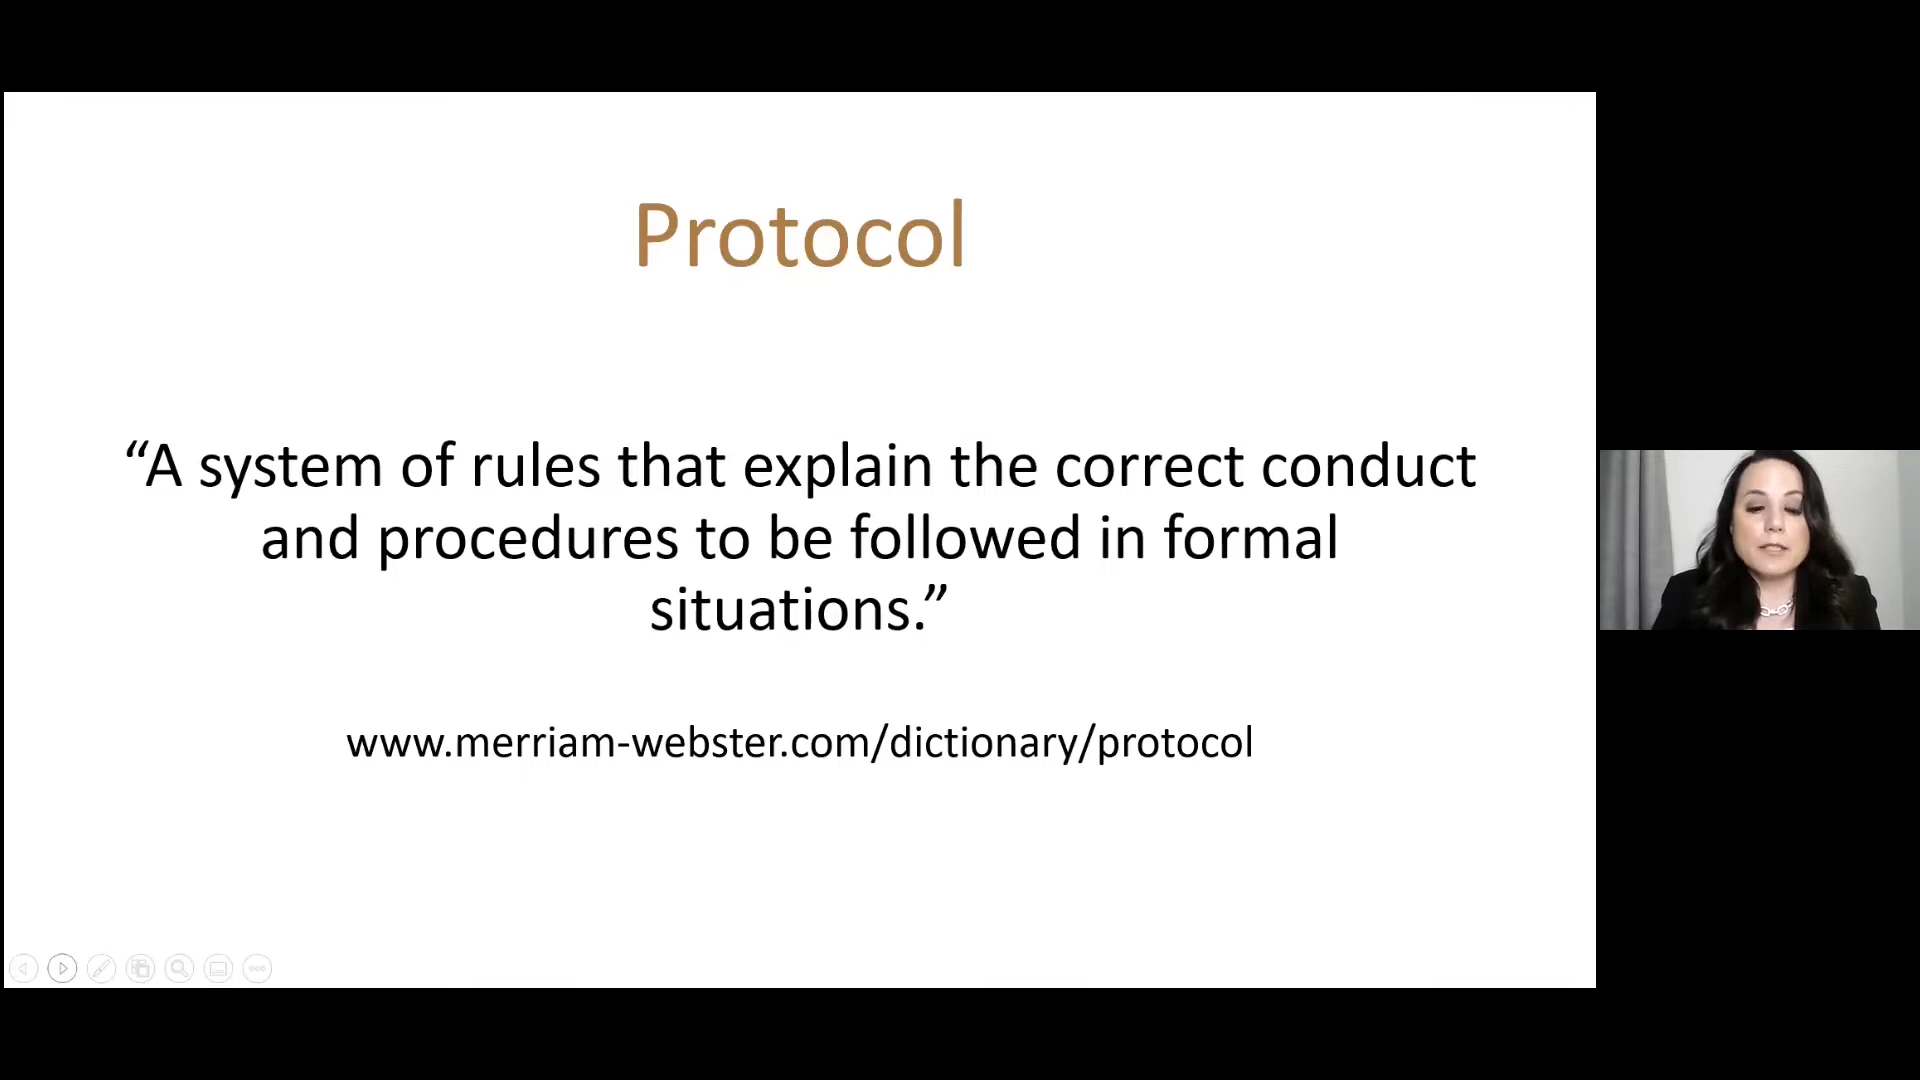 Protocol
“A system of rules that explain the correct conduct
and procedures to be followed in formal
situations.”
www.merriam-webster.com/dictionary/protocol